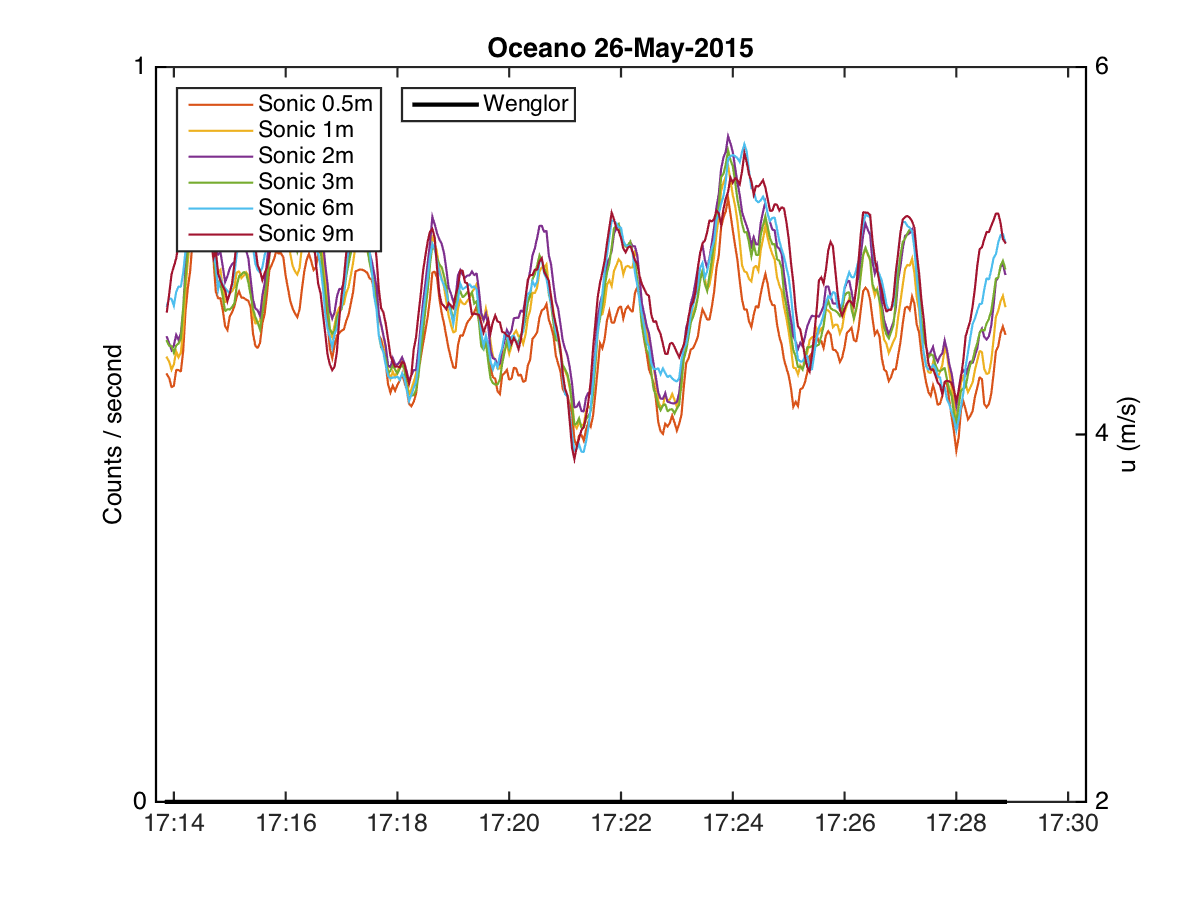 Oceano 26-May-2015
1
6
Sonic 0.5m
Wenglor
Sonic 1m
Sonic 2m
Sonic 3m
Sonic 6m
Sonic 9m
Counts / second
4
u (m/s)
0
2
17:14 17:16 17:18 17:20 17:22 17:24 17:26 17:28 17:30